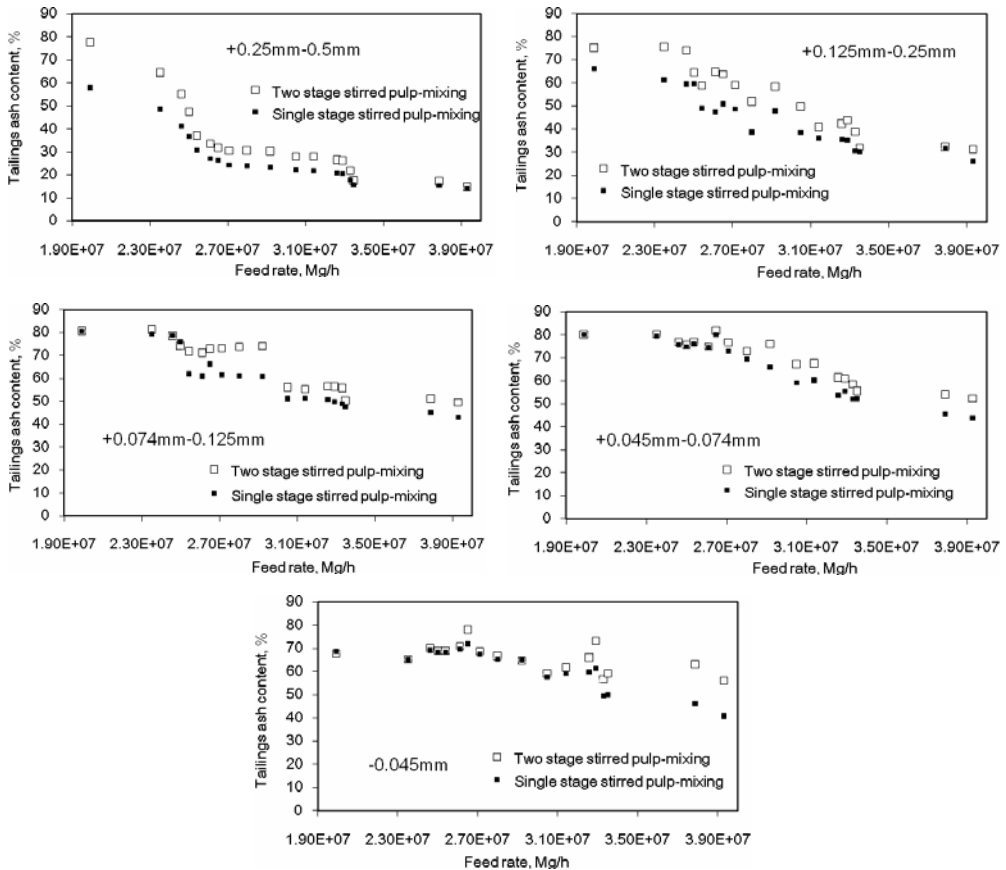 Tailings ash content, %
90
80
70
60
50
40
30
20
10
0
+0.25mm-0.5mm
Two stage stirred pulp-mixing
Single stage stirred pulp-mixing
1.90E+07 2.30E+07 2.70E+07 3.10E+07 3.50E+07 3.90E+07
Feed rate, Mg/h
Tailings ash content, %
90
80
70
60
50
40
30
20
10
0
+0.125mm-0.25mm
Two stage stirred pulp-mixing
Single stage stirred pulp-mixing
1.90E+07 2.30E+07 2.70E+07 3.10E+07 3.50E+07 3.90E+07
Feed rate, Mg/h
Tailings ash content, %
90
80
70
60
50
40
30
20
10
0
+0.074mm-0.125mm
Two stage stirred pulp-mixing
Single stage stirred pulp-mixing
1.90E+07 2.30E+07 2.70E+07 3.10E+07 3.50E+07 3.90E+07
Feed rate, Mg/h
Tailings ash content, %
90
80
70
60
50
40
30
20
10
0
+0.045mm-0.074mm
Two stage stirred pulp-mixing
Single stage stirred pulp-mixing
1.90E+07 2.30E+07 2.70E+07 3.10E+07 3.50E+07 3.90E+07
Feed rate, Mg/h
Tailings ash content, %
90
80
70
60
50
40
30
20
10
0
-0.045mm
Two stage stirred pulp-mixing
Single stage stirred pulp-mixing
1.90E+07 2.30E+07 2.70E+07 3.10E+07 3.50E+07 3.90E+07
Feed rate, Mg/h